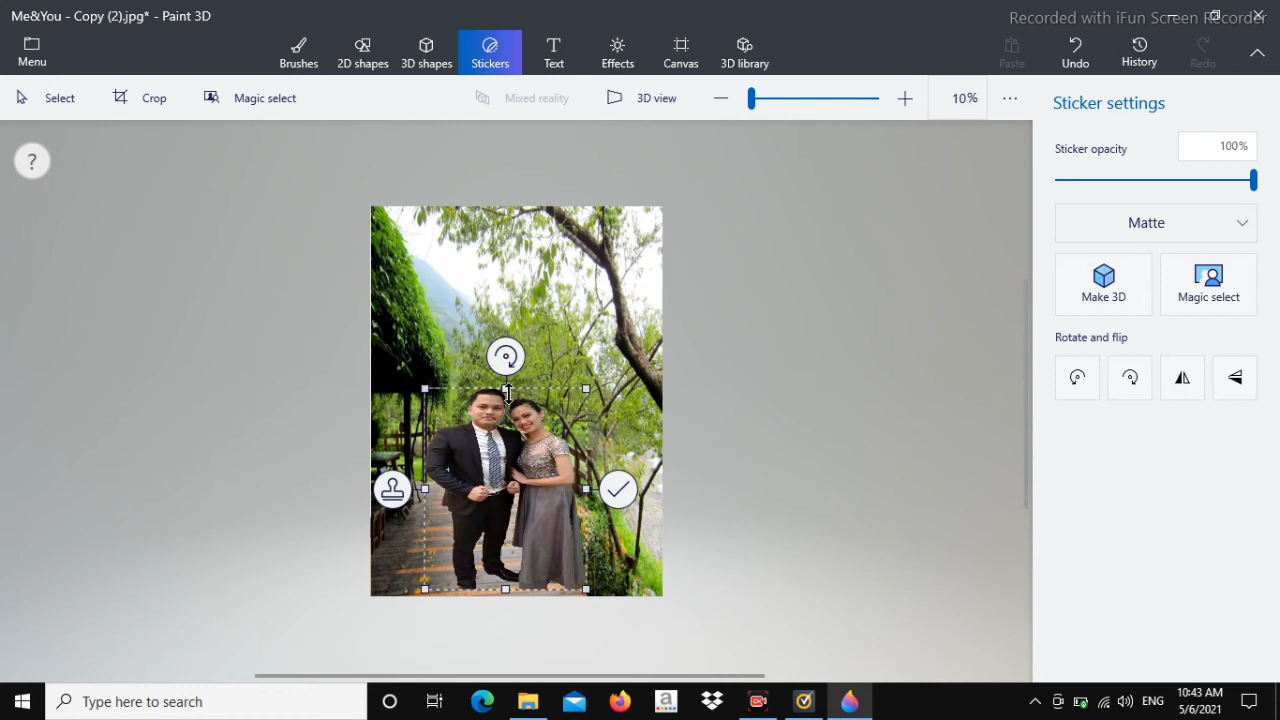 Me&You - Copy (2).jpg* - Paint 3D
Recorded with iFun Screen Recorder
Menu
Brushes
2D shapes
3D shapes
Stickers
Text
Effects
Canvas
3D library
Paste
Undo
History
Redo
Select
Crop
Magic select
Mixed reality
3D view
10%
Sticker settings
?
Sticker opacity
100%
Matte
Make 3D
Magic select
Rotate and flip
Type here to search
a
ENG
10:43 AM
5/6/2021